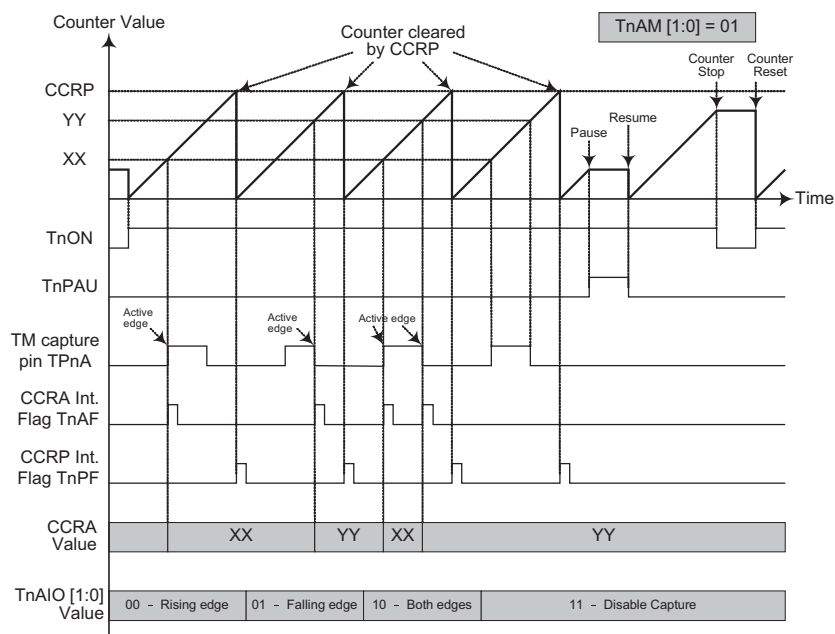 Counter Value
TnAM [1:0] = 01
Counter cleared
by CCRP
Counter
Stop
Counter
Reset
CCRP
YY
XX
Pause
Resume
Time
TnON
TnPAU
Active
edge
Active
edge
Active edge
TM capture
pin TPnA
CCRA Int.
Flag TnAF
CCRP Int.
Flag TnPF
CCRA
Value
XX
YY
XX
YY
TnAIO [1:0]
Value
00 – Rising edge
01 – Falling edge
10 – Both edges
11 – Disable Capture